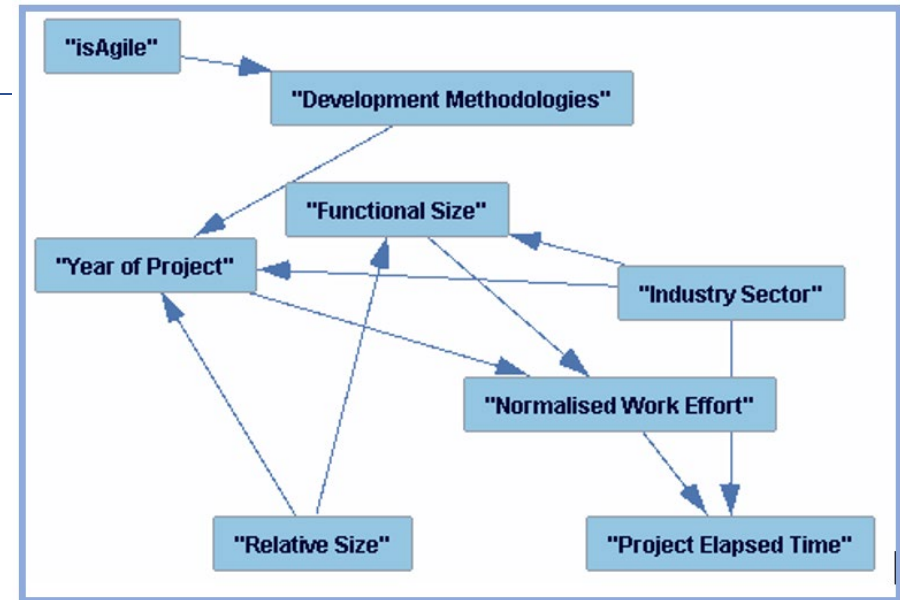 "isAgile"
"Development Methodologies"
"Functional Size"
"Year of Project"
"Industry Sector"
"Normalised Work Effort"
"Relative Size"
"Project Elapsed Time"